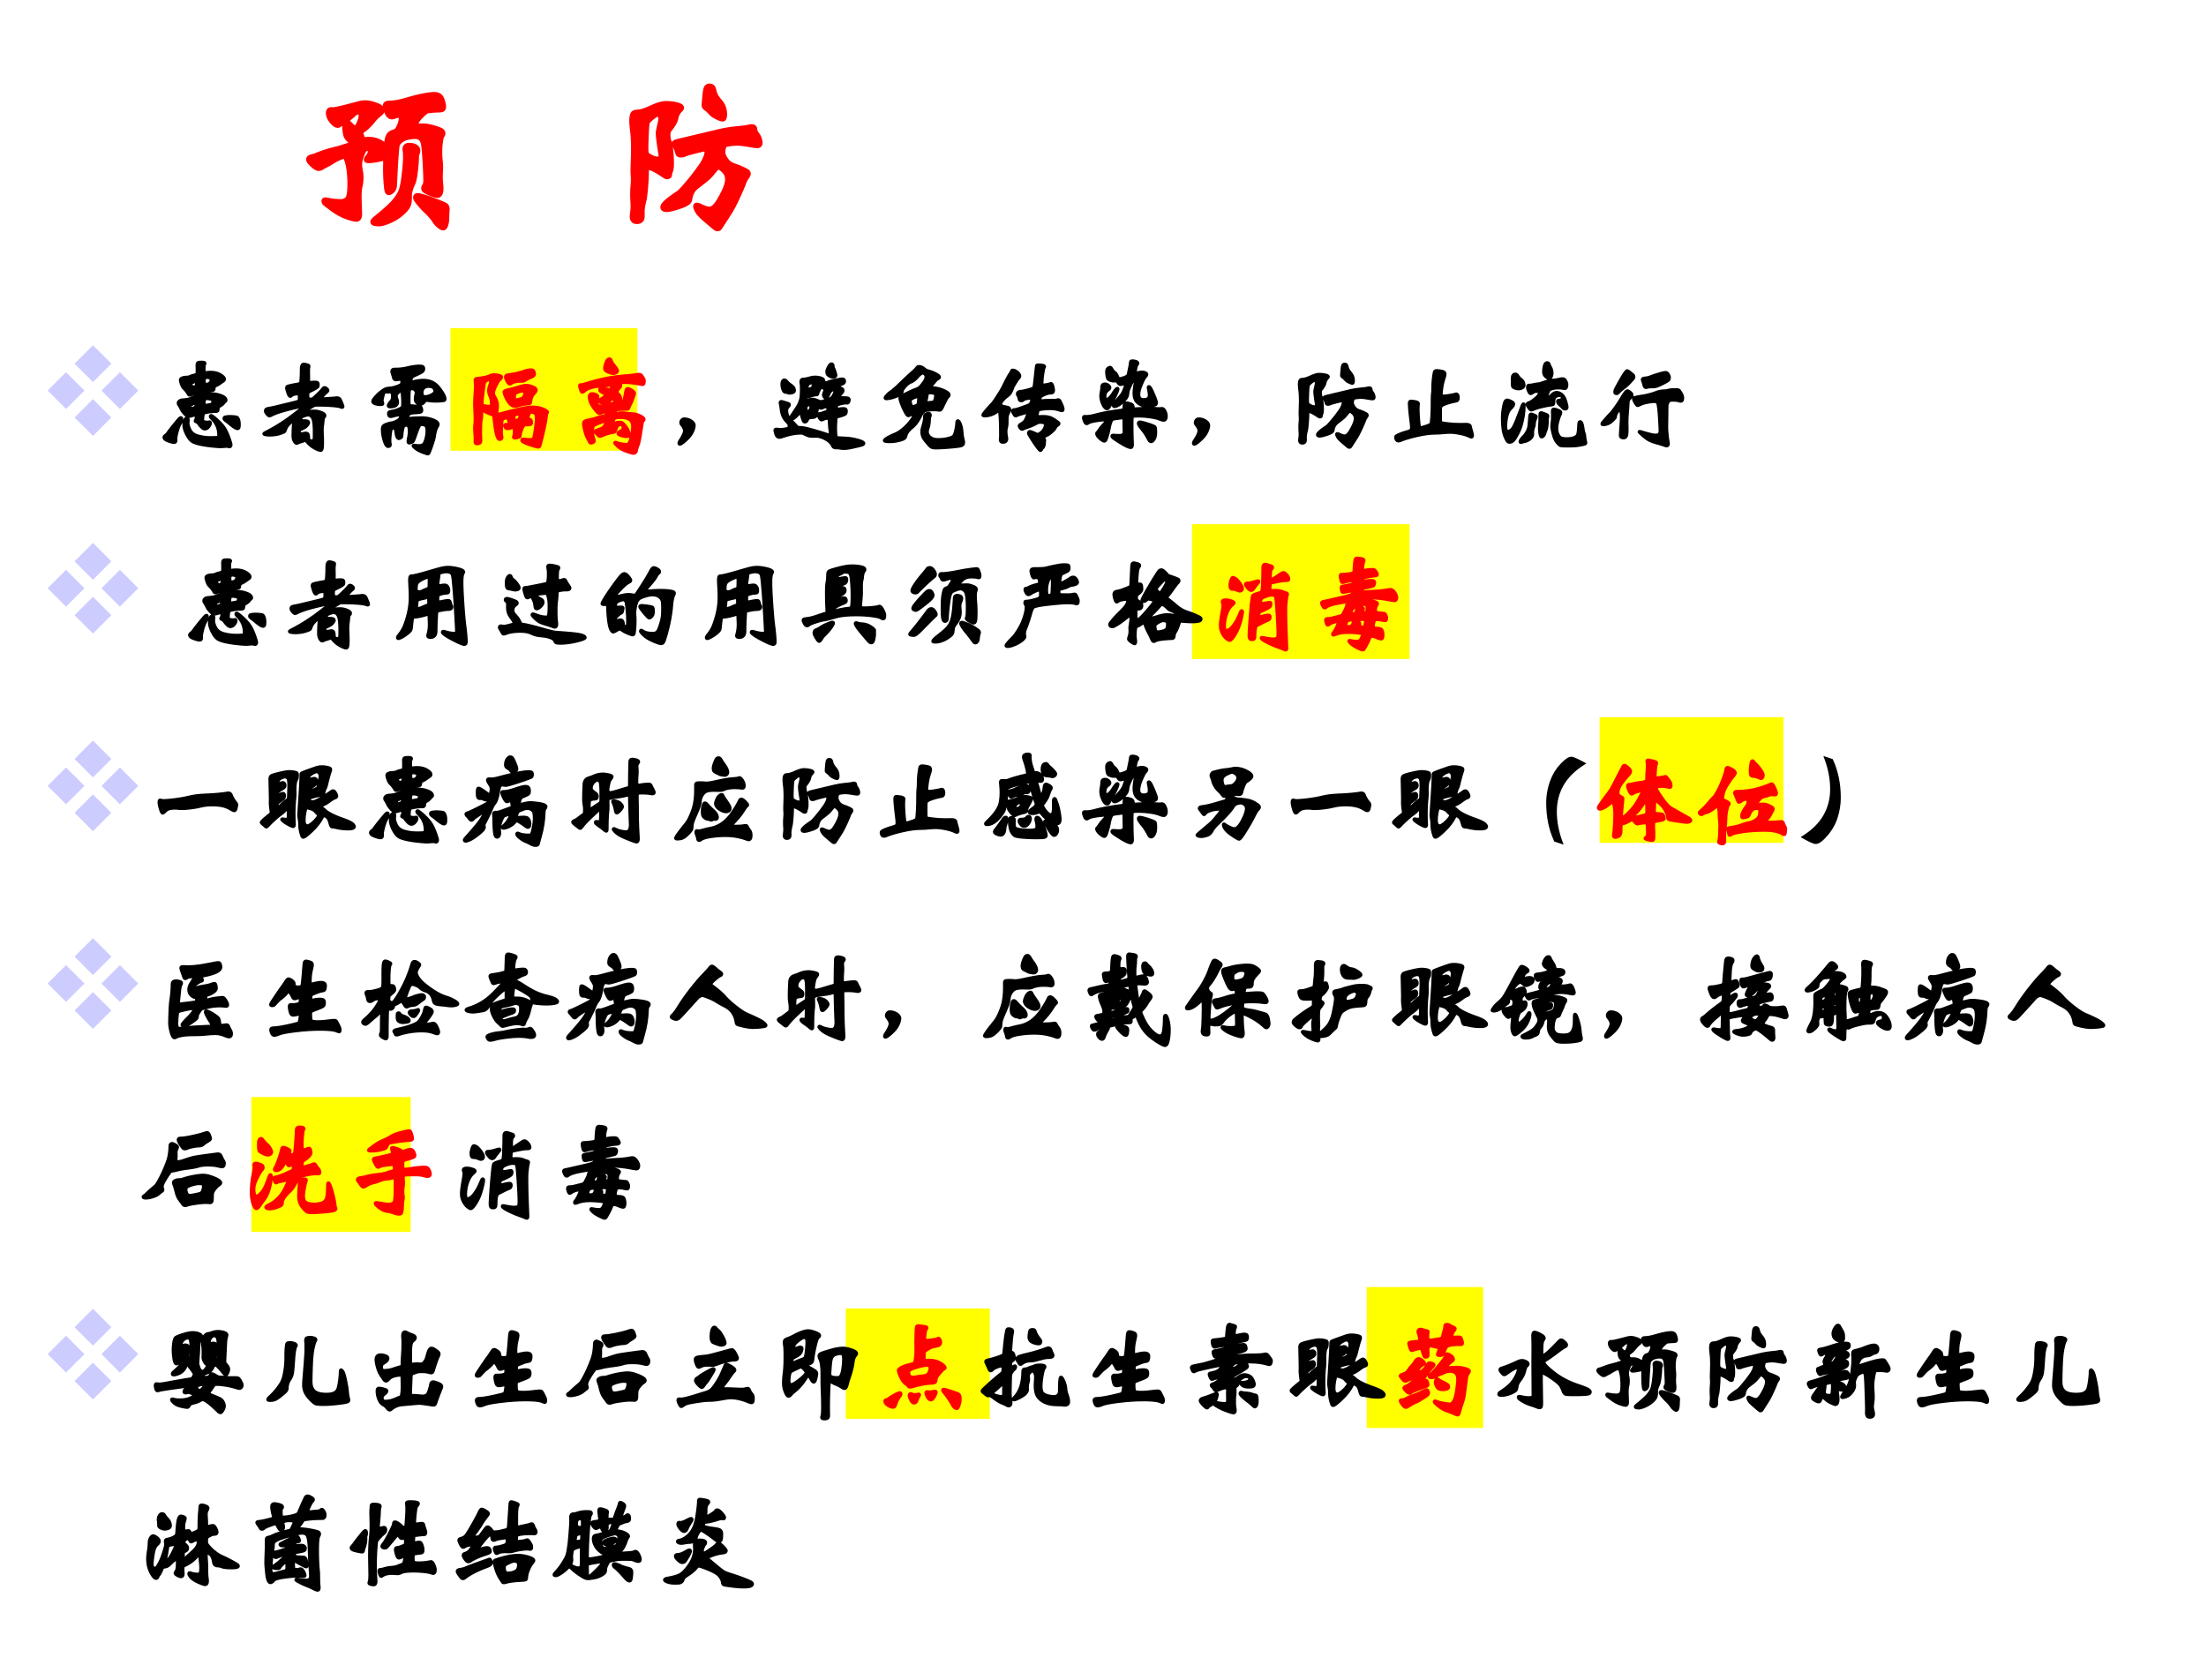 预 防
患者需隔离，避免传染，防止流行
患者用过的用具须严格消毒
一眼患病时应防止感染另一眼(体位)
医生检查病人时，应戴保护眼镜，接触病人
后洗手消毒
婴儿出生后立即点抗生素眼药水预防新生儿
淋菌性结膜炎